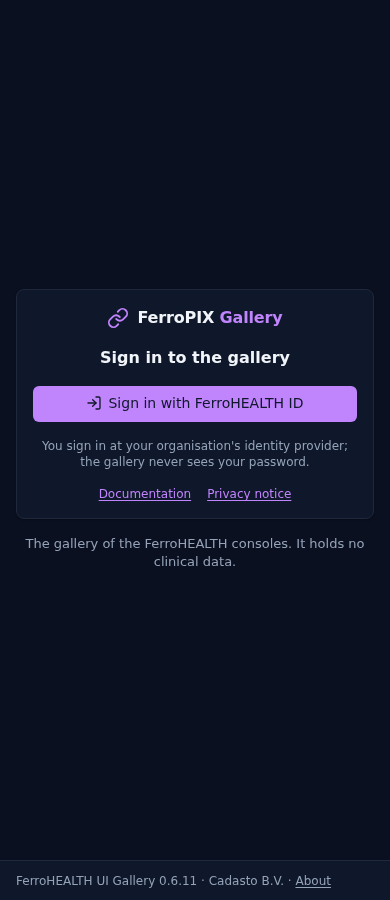 FerroPIX Gallery
Sign in to the gallery
Sign in with FerroHEALTH ID
You sign in at your organisation's identity provider;
the gallery never sees your password.
Documentation Privacy notice
The gallery of the FerroHEALTH consoles. It holds no
clinical data.
FerroHEALTH UI Gallery 0.6.11 · Cadasto B.V. · About